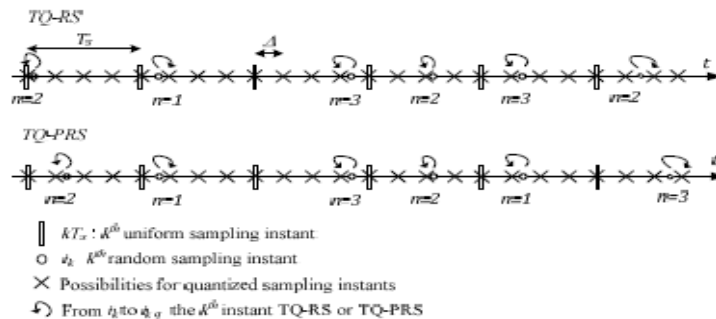 TQ-RS
Ts Δ t
n=2 n=1 n=3 n=2 n=3 n=2
TQ-PRS
n=2 n=1 n=3 n=2 n=1 n=3
kTs : kth uniform sampling instant
tk kth random sampling instant
Possibilities for quantized sampling instants
From tk to tkq the kth instant TQ-RS or TQ-PRS